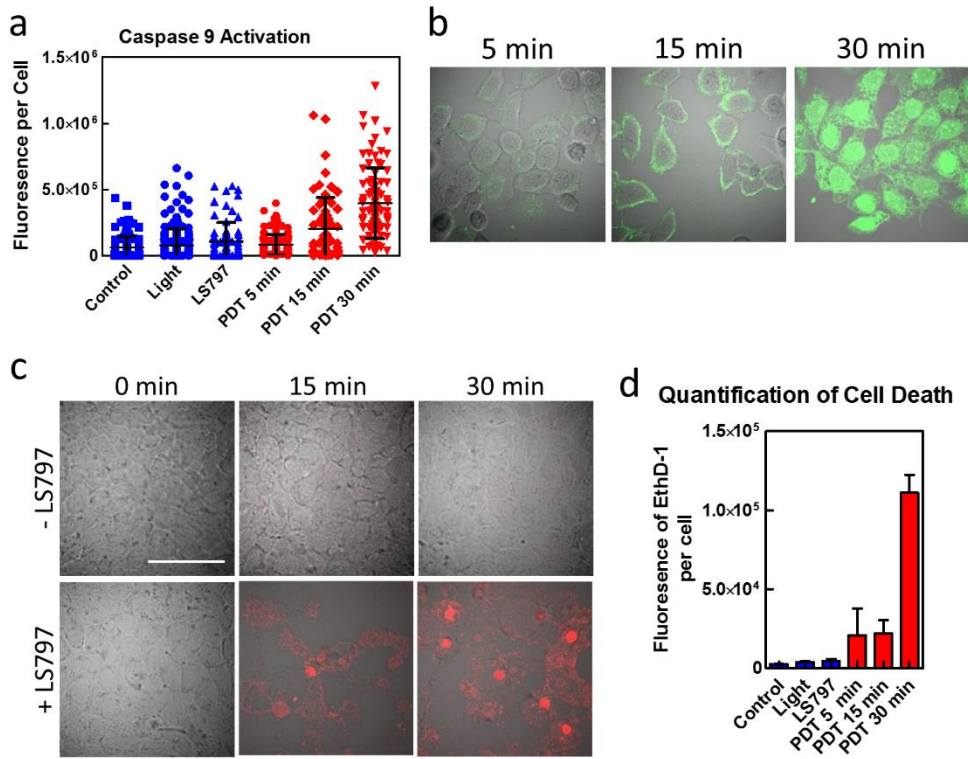 a
Caspase 9 Activation
Fluoresence per Cell
1.5×10⁶
1.0×10⁶
5.0×10⁵
0
Control
Light
LS797
PDT 5 min
PDT 15 min
PDT 30 min
b
5 min
15 min
30 min
c
0 min
15 min
30 min
- LS797
+ LS797
d
Quantification of Cell Death
Fluoresence of EthD-1
per cell
1.5×10⁵
1.0×10⁵
5.0×10⁴
0
Control
Light
LS797
PDT 5 min
PDT 15 min
PDT 30 min